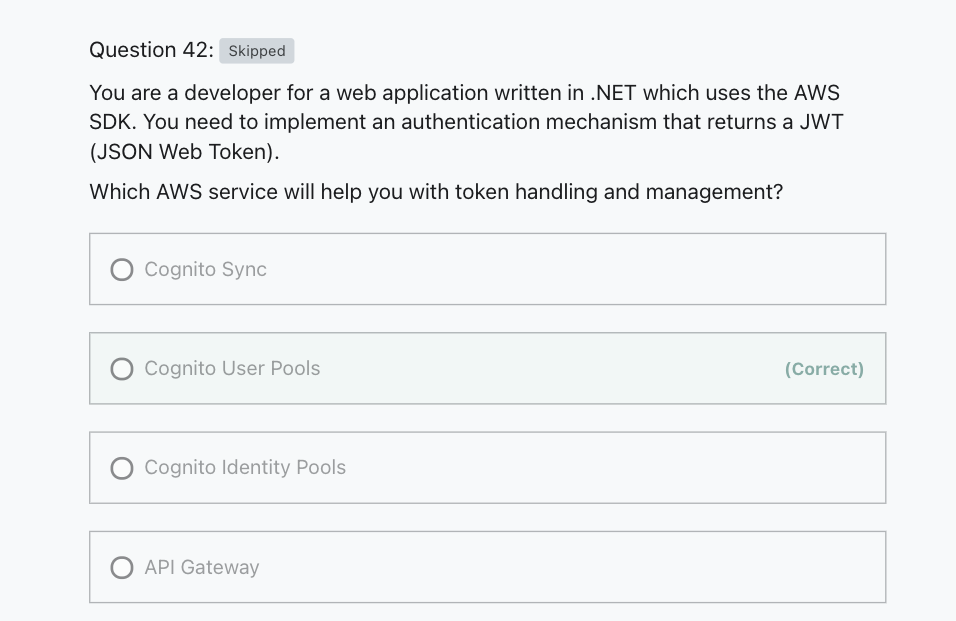 Question 42: Skipped
You are a developer for a web application written in .NET which uses the AWS
SDK. You need to implement an authentication mechanism that returns a JWT
(JSON Web Token).
Which AWS service will help you with token handling and management?
Cognito Sync
Cognito User Pools (Correct)
Cognito Identity Pools
API Gateway